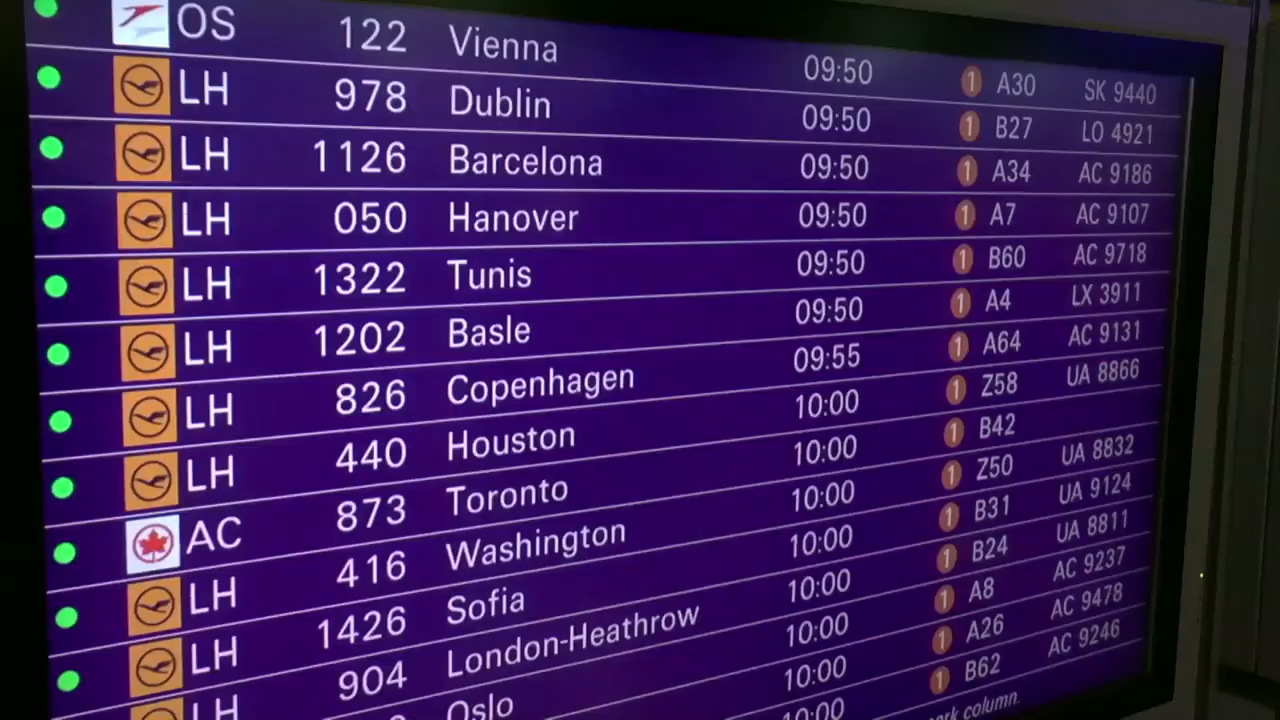 OS 122 Vienna 09:50 1 A30 SK 9440
LH 978 Dublin 09:50 1 B27 LO 4921
LH 1126 Barcelona 09:50 1 A34 AC 9186
LH 050 Hanover 09:50 1 A7 AC 9107
LH 1322 Tunis 09:50 1 B60 AC 9718
LH 1202 Basle 09:50 1 A4 LX 3911
LH 826 Copenhagen 09:55 1 A64 AC 9131
LH 440 Houston 10:00 1 Z58 UA 8866
AC 873 Toronto 10:00 1 B42
LH 416 Washington 10:00 1 Z50 UA 8832
LH 1426 Sofia 10:00 1 B31 UA 9124
LH 904 London-Heathrow 10:00 1 B24 UA 8811
Oslo 10:00 1 A8 AC 9237
10:00 1 A26 AC 9478
10:00 1 B62 AC 9246
column.